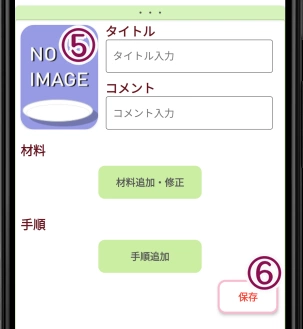 ・・・
NO
IMAGE
⑤
タイトル
タイトル入力
コメント
コメント入力
材料
材料追加・修正
手順
手順追加
⑥
保存